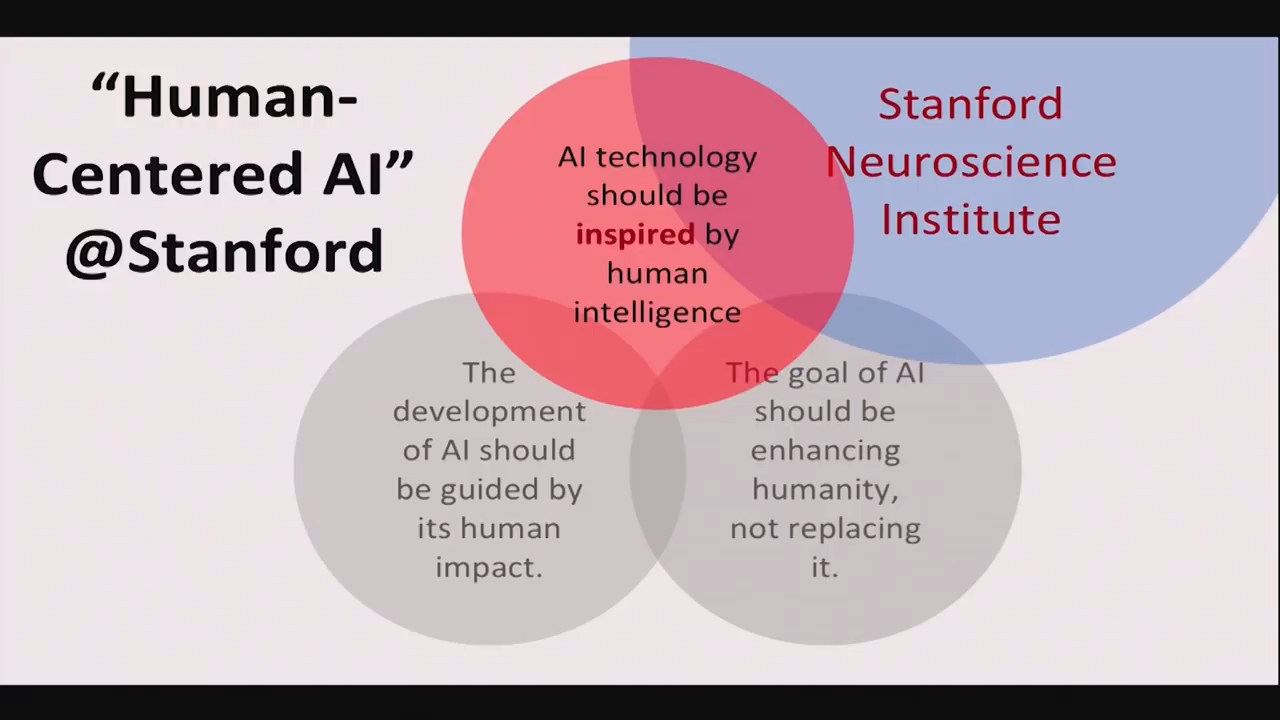 “Human-
Centered AI”
@Stanford
AI technology
should be
inspired by
human
intelligence
Stanford
Neuroscience
Institute
The
development
of AI should
be guided by
its human
impact.
The goal of AI
should be
enhancing
humanity,
not replacing
it.